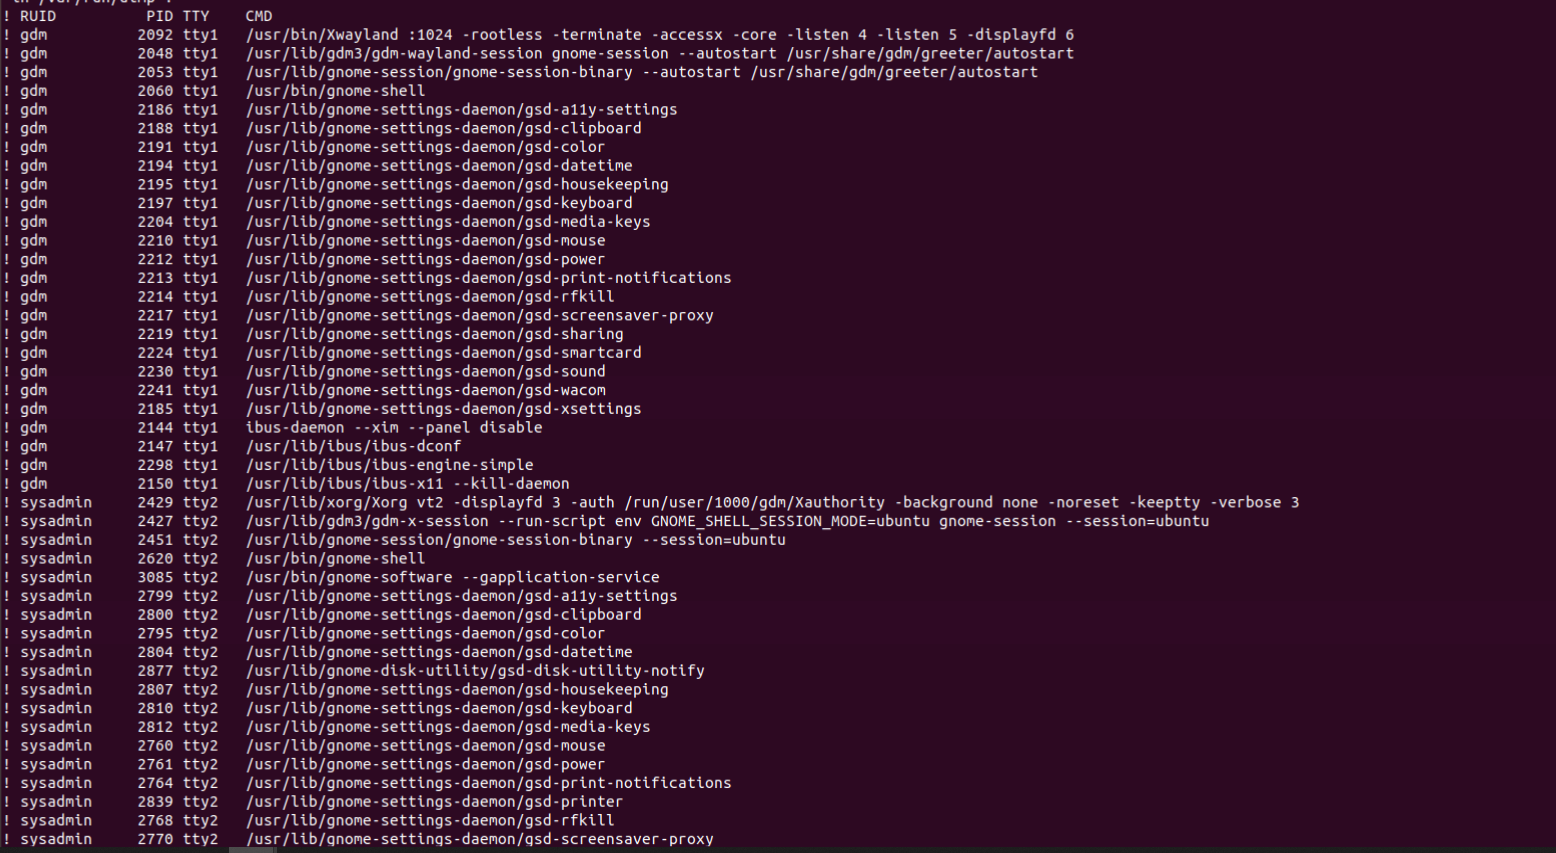 ! RUID PID TTY CMD
! gdm 2092 tty1 /usr/bin/Xwayland :1024 -rootless -terminate -accessx -core -listen 4 -listen 5 -displayfd 6
! gdm 2048 tty1 /usr/lib/gdm3/gdm-wayland-session gnome-session --autostart /usr/share/gdm/greeter/autostart
! gdm 2053 tty1 /usr/lib/gnome-session/gnome-session-binary --autostart /usr/share/gdm/greeter/autostart
! gdm 2060 tty1 /usr/bin/gnome-shell
! gdm 2186 tty1 /usr/lib/gnome-settings-daemon/gsd-a11y-settings
! gdm 2188 tty1 /usr/lib/gnome-settings-daemon/gsd-clipboard
! gdm 2191 tty1 /usr/lib/gnome-settings-daemon/gsd-color
! gdm 2194 tty1 /usr/lib/gnome-settings-daemon/gsd-datetime
! gdm 2195 tty1 /usr/lib/gnome-settings-daemon/gsd-housekeeping
! gdm 2197 tty1 /usr/lib/gnome-settings-daemon/gsd-keyboard
! gdm 2204 tty1 /usr/lib/gnome-settings-daemon/gsd-media-keys
! gdm 2210 tty1 /usr/lib/gnome-settings-daemon/gsd-mouse
! gdm 2212 tty1 /usr/lib/gnome-settings-daemon/gsd-power
! gdm 2213 tty1 /usr/lib/gnome-settings-daemon/gsd-print-notifications
! gdm 2214 tty1 /usr/lib/gnome-settings-daemon/gsd-rfkill
! gdm 2217 tty1 /usr/lib/gnome-settings-daemon/gsd-screensaver-proxy
! gdm 2219 tty1 /usr/lib/gnome-settings-daemon/gsd-sharing
! gdm 2224 tty1 /usr/lib/gnome-settings-daemon/gsd-smartcard
! gdm 2230 tty1 /usr/lib/gnome-settings-daemon/gsd-sound
! gdm 2241 tty1 /usr/lib/gnome-settings-daemon/gsd-wacom
! gdm 2185 tty1 /usr/lib/gnome-settings-daemon/gsd-xsettings
! gdm 2144 tty1 ibus-daemon --xim --panel disable
! gdm 2147 tty1 /usr/lib/ibus/ibus-dconf
! gdm 2298 tty1 /usr/lib/ibus/ibus-engine-simple
! gdm 2150 tty1 /usr/lib/ibus/ibus-x11 --kill-daemon
! sysadmin 2429 tty2 /usr/lib/xorg/Xorg vt2 -displayfd 3 -auth /run/user/1000/gdm/Xauthority -background none -noreset -keeptty -verbose 3
! sysadmin 2427 tty2 /usr/lib/gdm3/gdm-x-session --run-script env GNOME_SHELL_SESSION_MODE=ubuntu gnome-session --session=ubuntu
! sysadmin 2451 tty2 /usr/lib/gnome-session/gnome-session-binary --session=ubuntu
! sysadmin 2620 tty2 /usr/bin/gnome-shell
! sysadmin 3085 tty2 /usr/bin/gnome-software --gapplication-service
! sysadmin 2799 tty2 /usr/lib/gnome-settings-daemon/gsd-a11y-settings
! sysadmin 2800 tty2 /usr/lib/gnome-settings-daemon/gsd-clipboard
! sysadmin 2795 tty2 /usr/lib/gnome-settings-daemon/gsd-color
! sysadmin 2804 tty2 /usr/lib/gnome-settings-daemon/gsd-datetime
! sysadmin 2877 tty2 /usr/lib/gnome-disk-utility/gsd-disk-utility-notify
! sysadmin 2807 tty2 /usr/lib/gnome-settings-daemon/gsd-housekeeping
! sysadmin 2810 tty2 /usr/lib/gnome-settings-daemon/gsd-keyboard
! sysadmin 2812 tty2 /usr/lib/gnome-settings-daemon/gsd-media-keys
! sysadmin 2760 tty2 /usr/lib/gnome-settings-daemon/gsd-mouse
! sysadmin 2761 tty2 /usr/lib/gnome-settings-daemon/gsd-power
! sysadmin 2764 tty2 /usr/lib/gnome-settings-daemon/gsd-print-notifications
! sysadmin 2839 tty2 /usr/lib/gnome-settings-daemon/gsd-printer
! sysadmin 2768 tty2 /usr/lib/gnome-settings-daemon/gsd-rfkill
! sysadmin 2770 tty2 /usr/lib/gnome-settings-daemon/gsd-screensaver-proxy